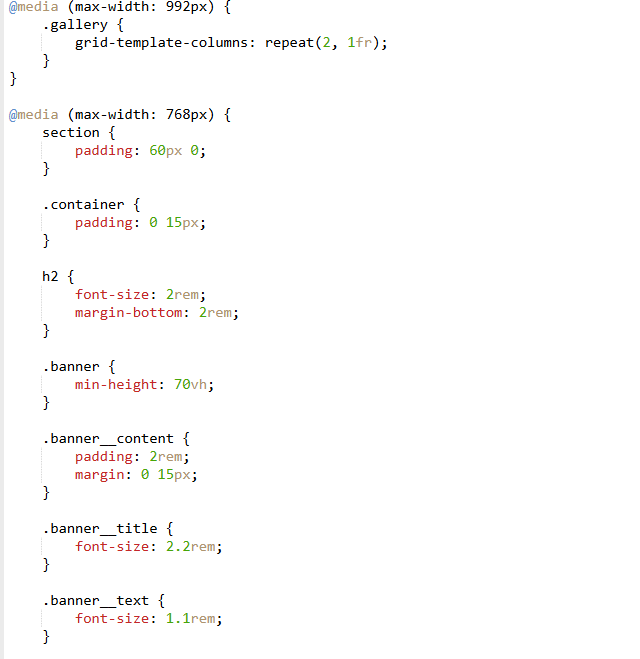 @media (max-width: 992px) {
    .gallery {
        grid-template-columns: repeat(2, 1fr);
    }
}

@media (max-width: 768px) {
    section {
        padding: 60px 0;
    }

    .container {
        padding: 0 15px;
    }

    h2 {
        font-size: 2rem;
        margin-bottom: 2rem;
    }

    .banner {
        min-height: 70vh;
    }

    .banner__content {
        padding: 2rem;
        margin: 0 15px;
    }

    .banner__title {
        font-size: 2.2rem;
    }

    .banner__text {
        font-size: 1.1rem;
    }